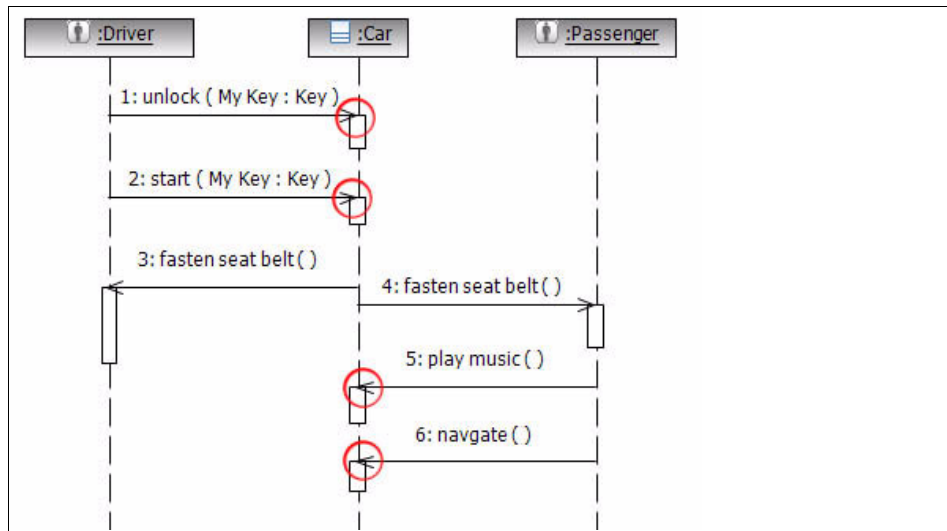 :Driver
:Car
:Passenger
1: unlock ( My Key : Key )
2: start ( My Key : Key )
3: fasten seat belt ( )
4: fasten seat belt ( )
5: play music ( )
6: navgate ( )